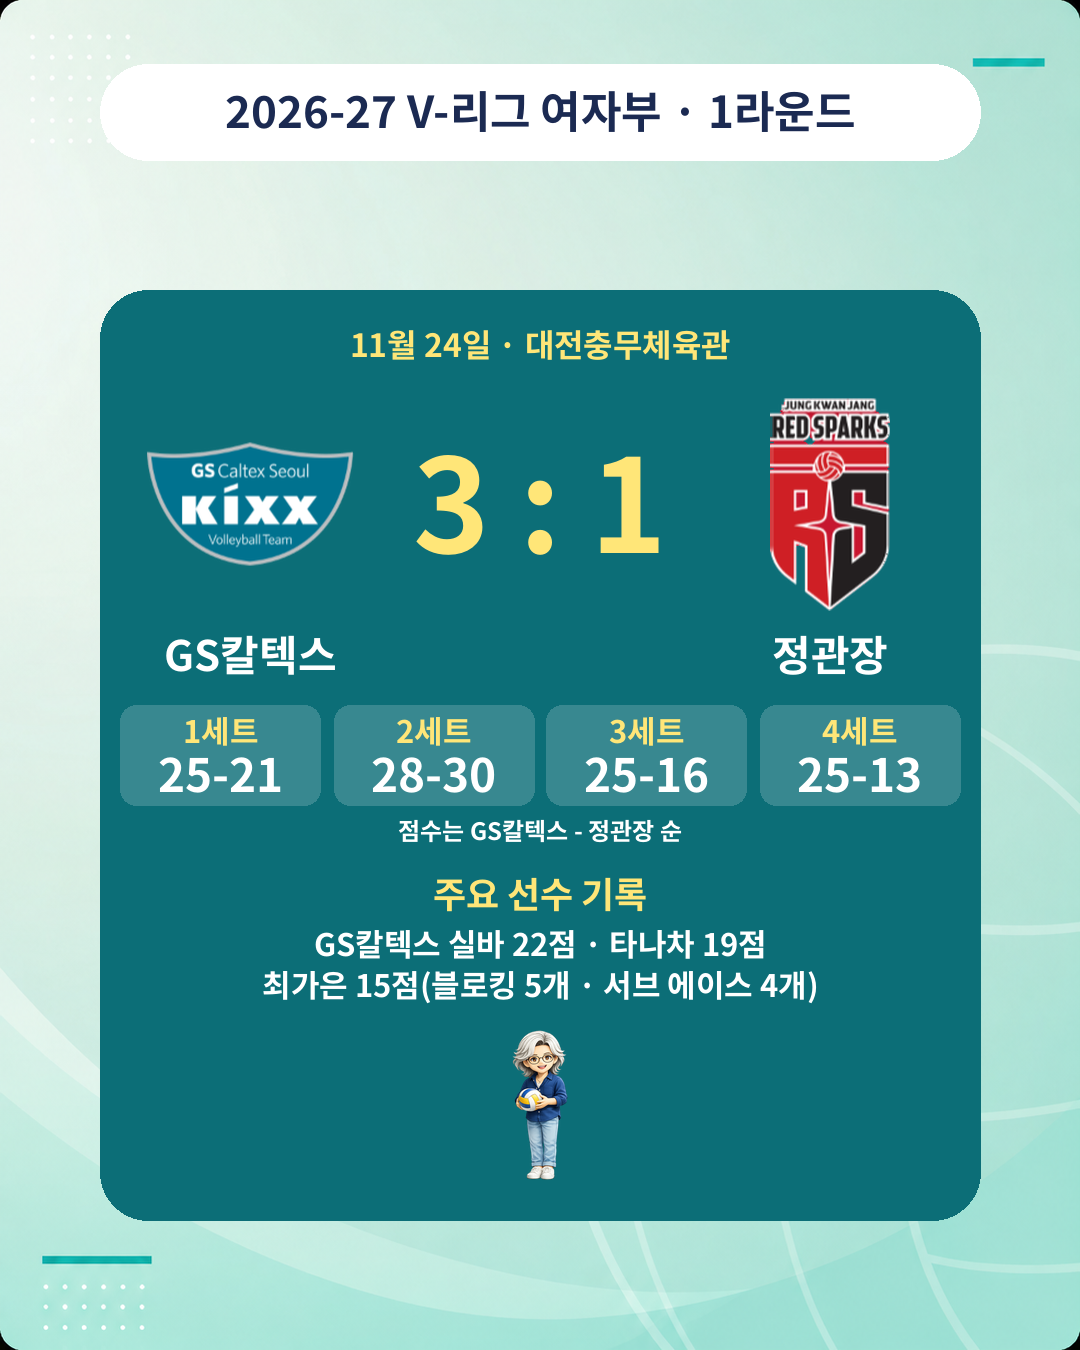 2026-27 V-리그 여자부 · 1라운드
11월 24일 · 대전충무체육관
GS Caltex Seoul
kixx
Volleyball Team
3 : 1
JUNG KWAN JANG
RED SPARKS
RS
GS칼텍스
정관장
1세트
25-21
2세트
28-30
3세트
25-16
4세트
25-13
점수는 GS칼텍스 - 정관장 순
주요 선수 기록
GS칼텍스 실바 22점 · 타나차 19점
최가은 15점(블로킹 5개 · 서브 에이스 4개)